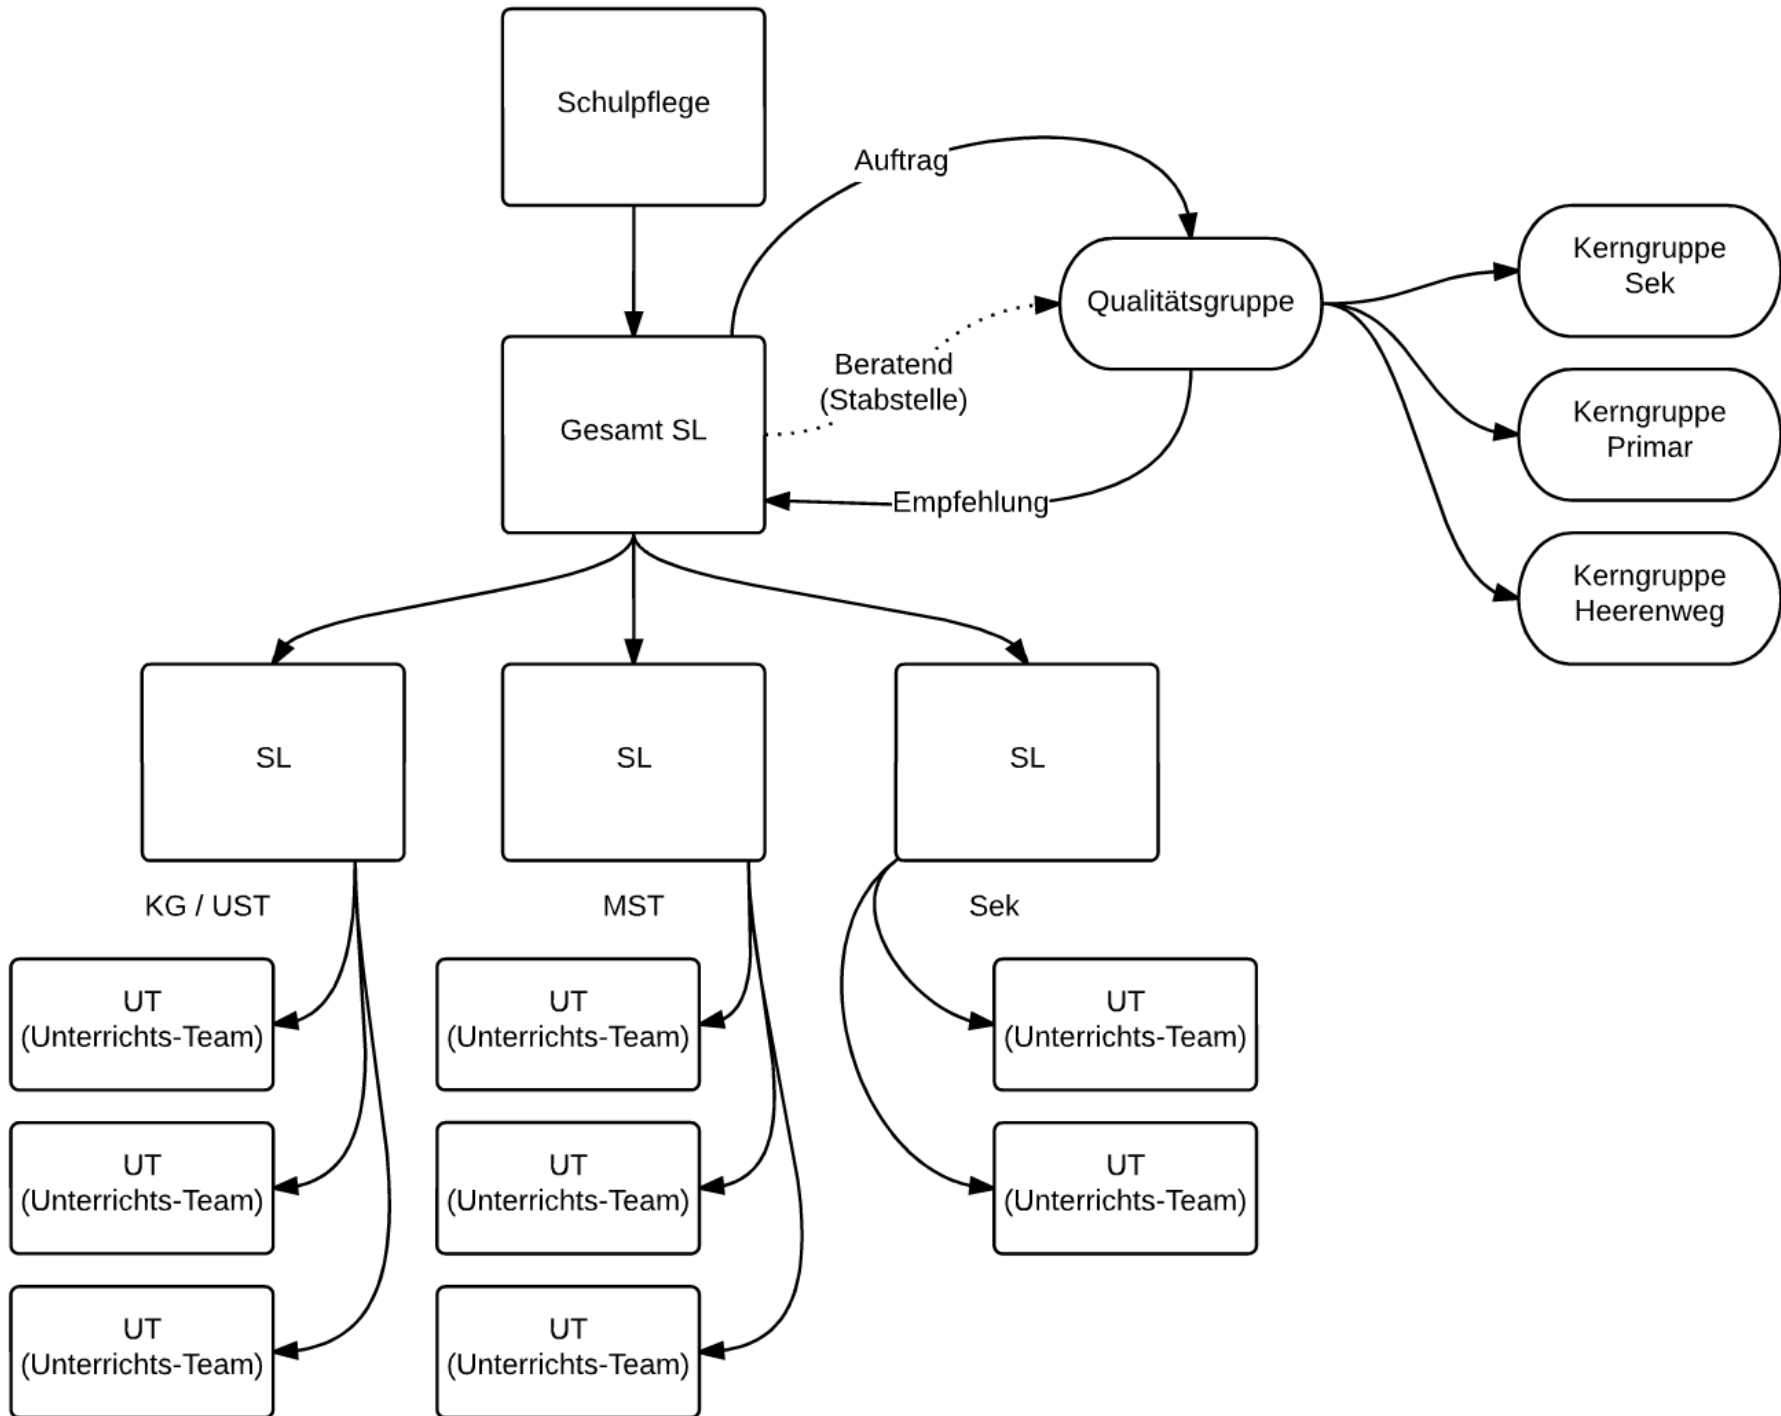 Schulpflege
Auftrag
Kerngruppe
Sek
Qualitätsgruppe
Beratend
(Stabstelle)
Kerngruppe
Primar
Gesamt SL
Empfehlung
Kerngruppe
Heerenweg
SL
SL
SL
KG / UST
MST
Sek
UT
(Unterrichts-Team)
UT
(Unterrichts-Team)
UT
(Unterrichts-Team)
UT
(Unterrichts-Team)
UT
(Unterrichts-Team)
UT
(Unterrichts-Team)
UT
(Unterrichts-Team)
UT
(Unterrichts-Team)